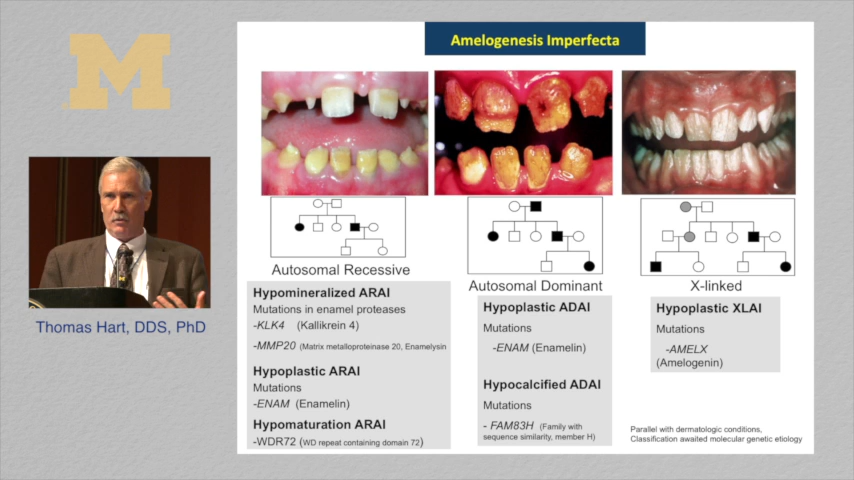 M
Amelogenesis Imperfecta
Thomas Hart, DDS, PhD
Autosomal Recessive
Hypomineralized ARAI
Mutations in enamel proteases
-KLK4 (Kallikrein 4)
-MMP20 (Matrix metalloproteinase 20, Enamelysin
Hypoplastic ARAI
Mutations
-ENAM (Enamelin)
Hypomaturation ARAI
-WDR72 (WD repeat containing domain 72)
Autosomal Dominant
Hypoplastic ADAI
Mutations
-ENAM (Enamelin)
Hypocalcified ADAI
Mutations
- FAM83H (Family with
sequence similarity, member H)
X-linked
Hypoplastic XLAI
Mutations
-AMELX
(Amelogenin)
Parallel with dermatologic conditions,
Classification awaited molecular genetic etiology